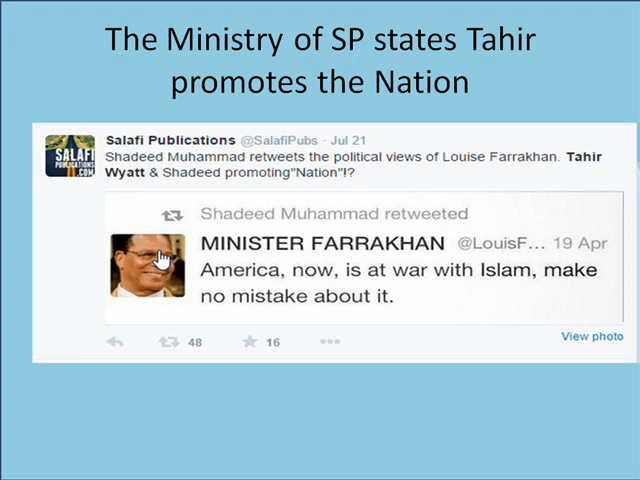 The Ministry of SP states Tahir
promotes the Nation
Salafi Publications @SalafiPubs · Jul 21
Shadeed Muhammad retweets the political views of Louise Farrakhan. Tahir
Wyatt & Shadeed promoting"Nation"!?
SALAFI
PUBLICATIONS
.COM
Shadeed Muhammad retweeted
MINISTER FARRAKHAN @LouisF... 19 Apr
America, now, is at war with Islam, make
no mistake about it.
48 16
View photo